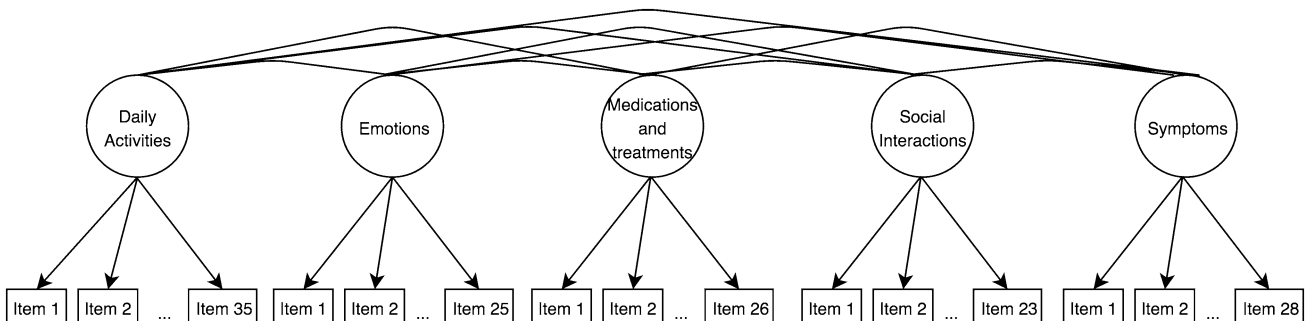 Daily
Activities
Emotions
Medications
and
treatments
Social
Interactions
Symptoms
Item 1
Item 2
...
Item 35
Item 1
Item 2
...
Item 25
Item 1
Item 2
...
Item 26
Item 1
Item 2
...
Item 23
Item 1
Item 2
...
Item 28